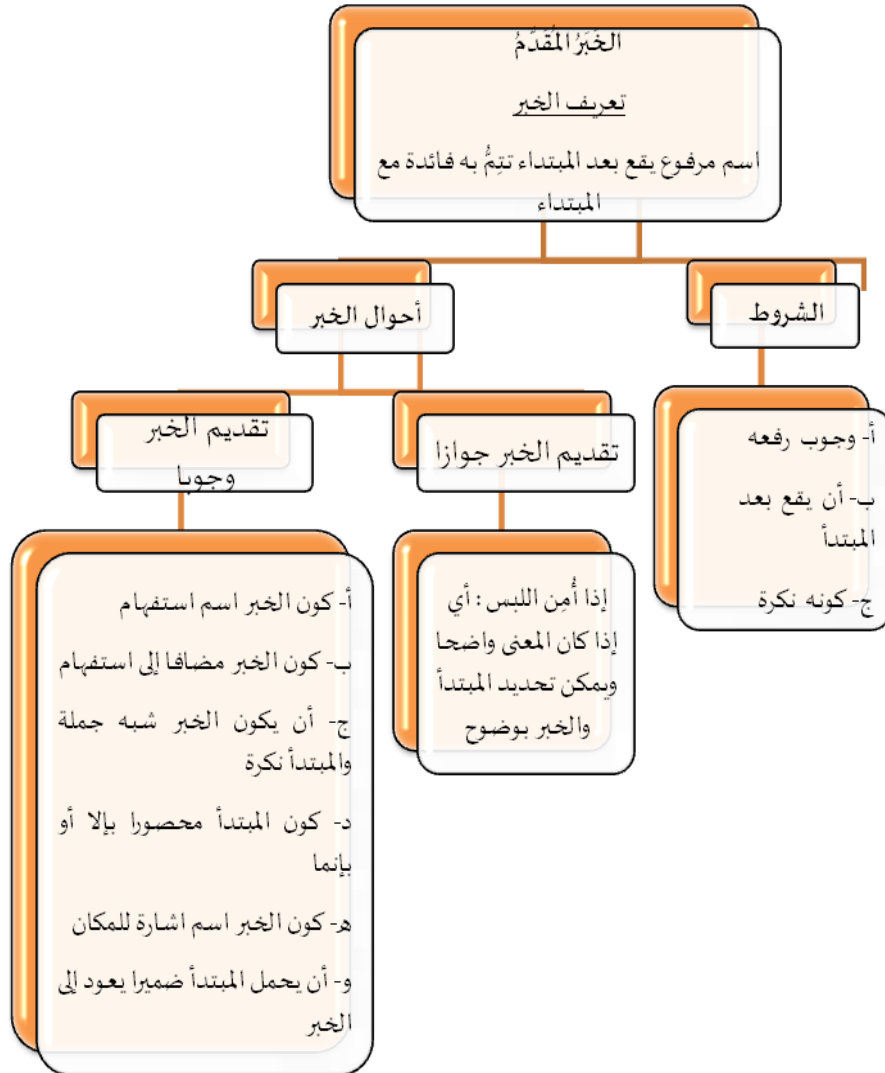 الخَبَرُ المُقَدَّمُ
تعريف الخبر
اسم مرفوع يقع بعد المبتداء تتِمُّ به فائدة مع
المبتداء
الشروط
أحوال الخبر
أ- وجوب رفعه
ب- أن يقع بعد
المبتدأ
ج- كونه نكرة
تقديم الخبر جوازا
إذا أُمِن اللبس : أي
إذا كان المعنى واضحا
ويمكن تحديد المبتدأ
والخبر بوضوح
تقديم الخبر
وجوبا
أ- كون الخبر اسم استفهام
ب- كون الخبر مضافا إلى استفهام
ج- أن يكون الخبر شبه جملة
والمبتدأ نكرة
د- كون المبتدأ محصورا بإلا أو
بإنما
ه- كون الخبر اسم اشارة للمكان
و- أن يحمل المبتدأ ضميرا يعود إلى
الخبر